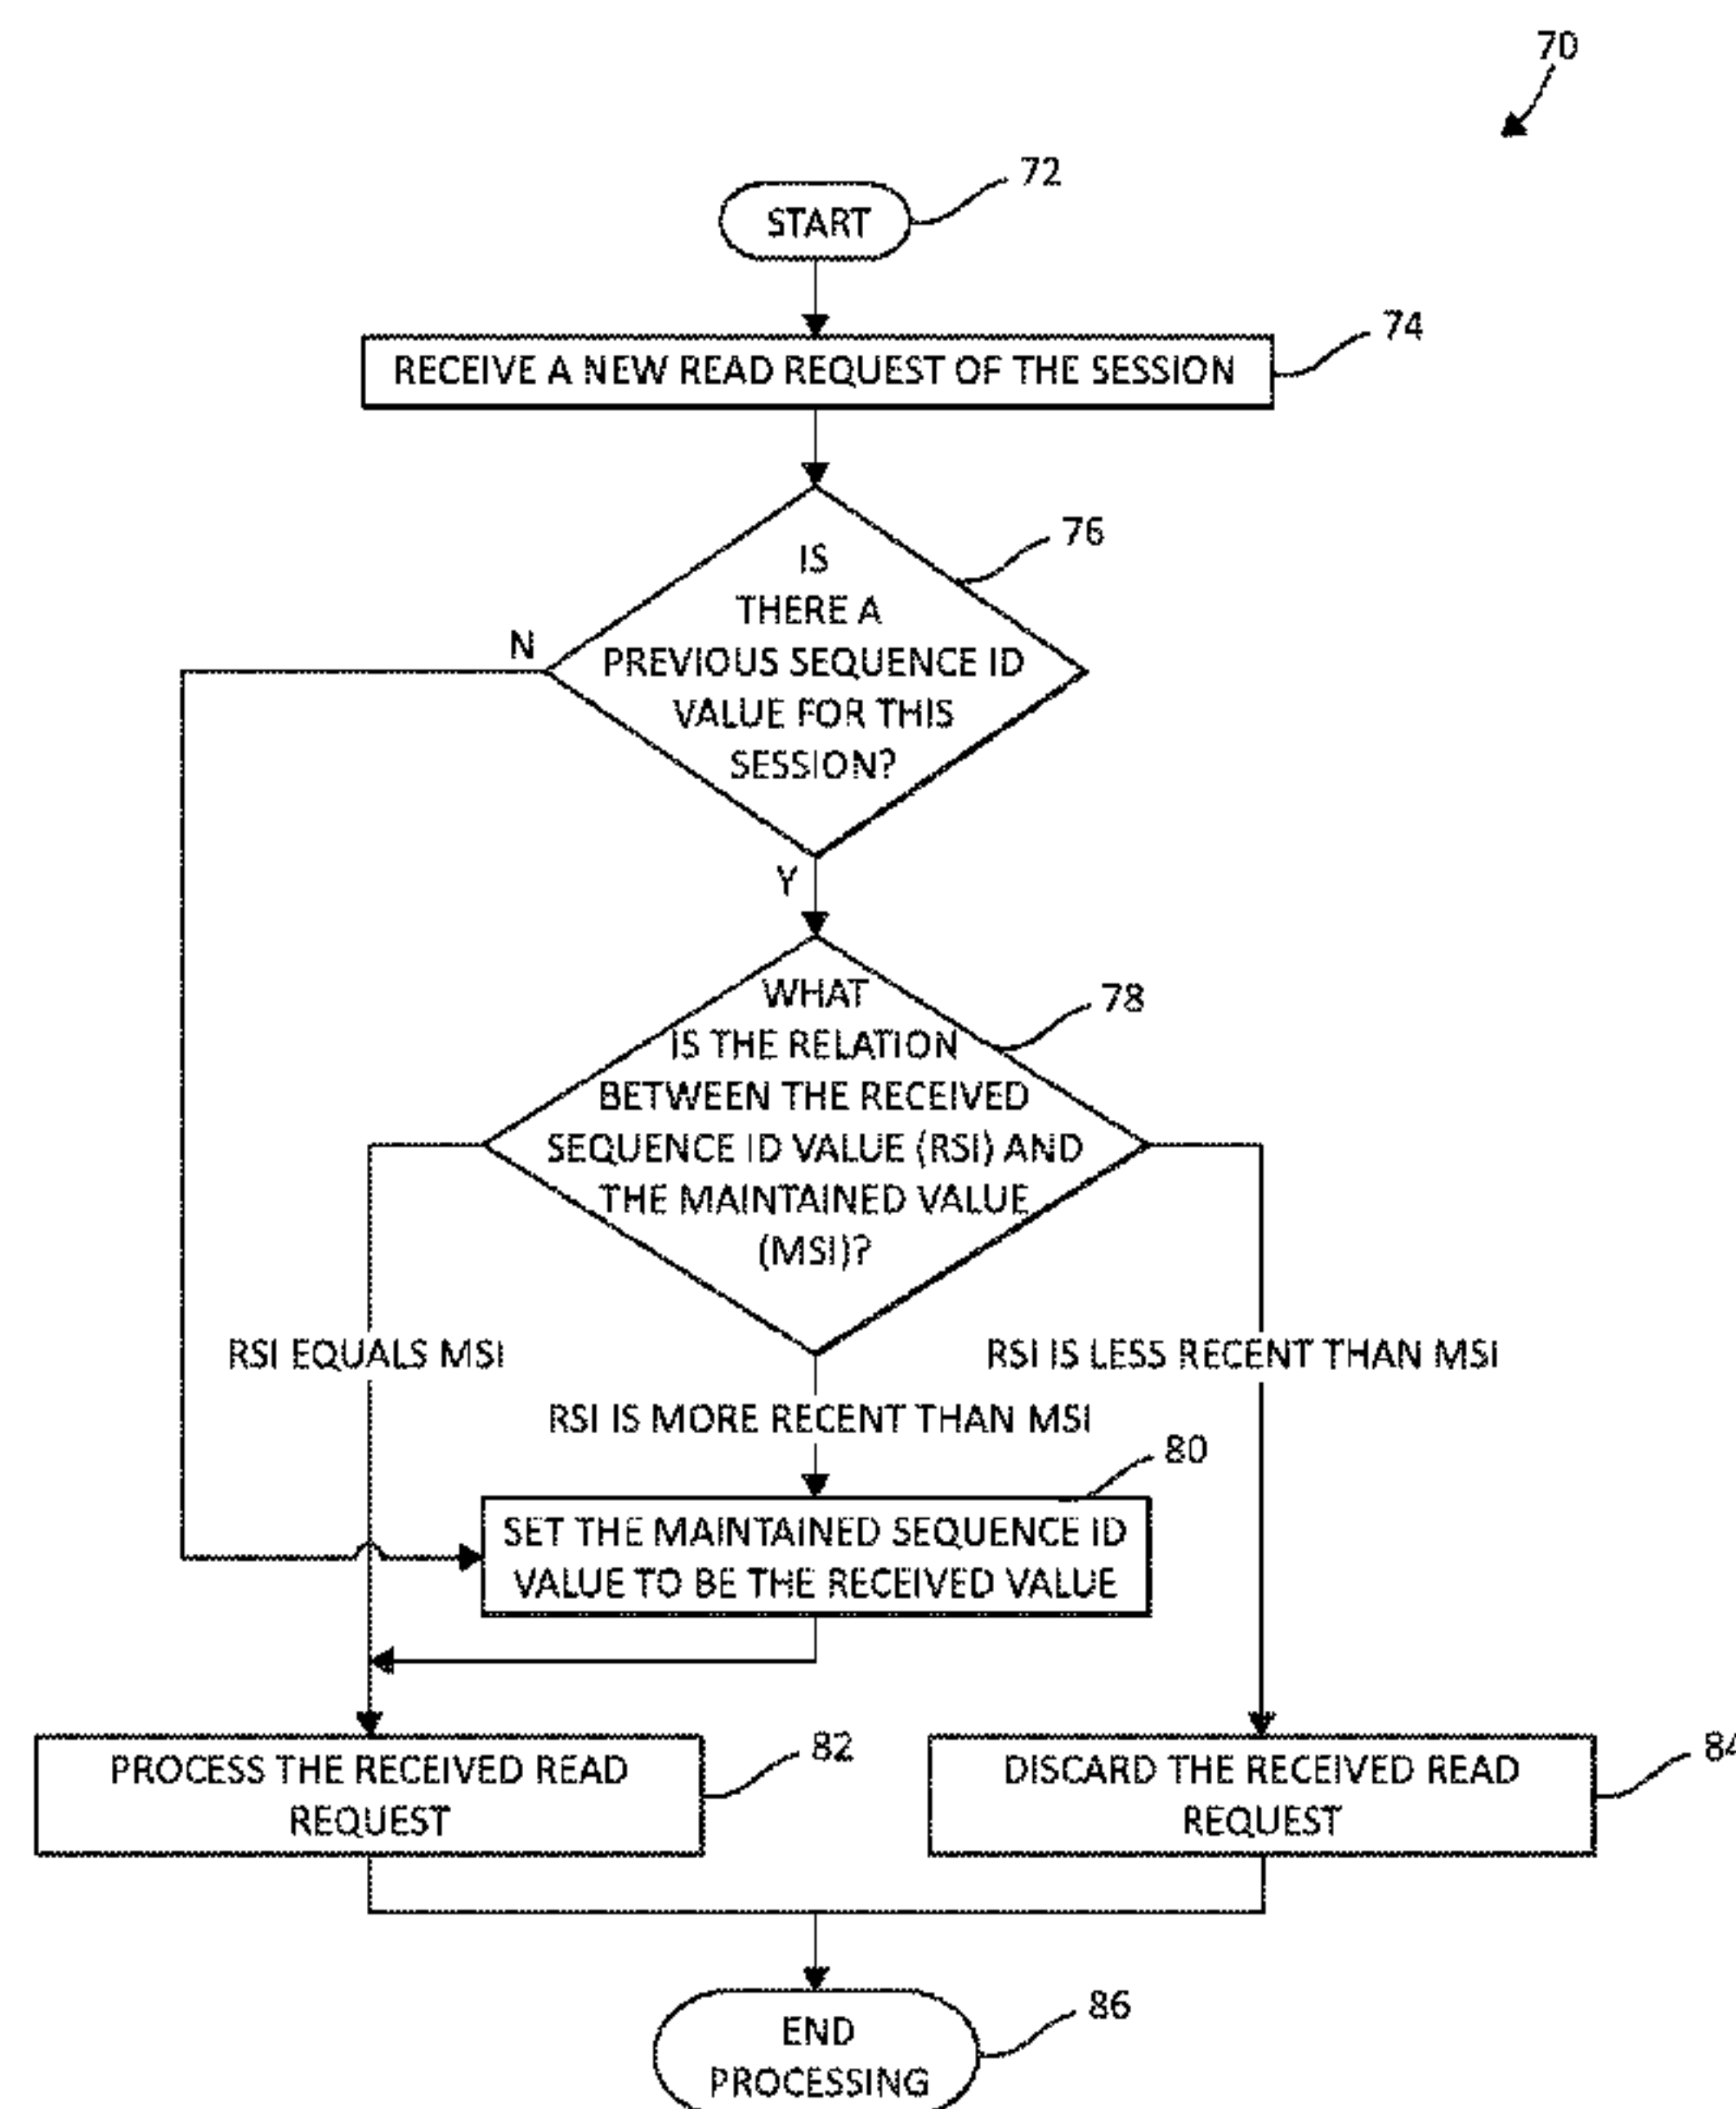 70
72
START
74
RECEIVE A NEW READ REQUEST OF THE SESSION
76
IS
THERE A
PREVIOUS SEQUENCE ID
VALUE FOR THIS
SESSION?
N
Y
78
WHAT
IS THE RELATION
BETWEEN THE RECEIVED
SEQUENCE ID VALUE (RSI) AND
THE MAINTAINED VALUE
(MSI)?
RSI EQUALS MSI
RSI IS LESS RECENT THAN MSI
RSI IS MORE RECENT THAN MSI
80
SET THE MAINTAINED SEQUENCE ID
VALUE TO BE THE RECEIVED VALUE
82
PROCESS THE RECEIVED READ
REQUEST
84
DISCARD THE RECEIVED READ
REQUEST
86
END
PROCESSING